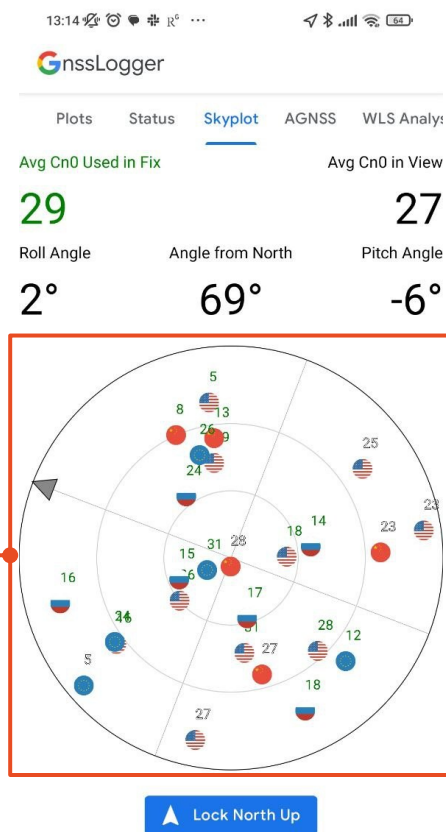 13:14 R⁶ ... 64
GnssLogger
Plots Status Skyplot AGNSS WLS Analys
Avg Cn0 Used in Fix Avg Cn0 in View
29 27
Roll Angle Angle from North Pitch Angle
2° 69° -6°
5
8 13
26
25
24
23
14
18
23
31 28
15
16
17
28
12
27
5
18
27
Lock North Up